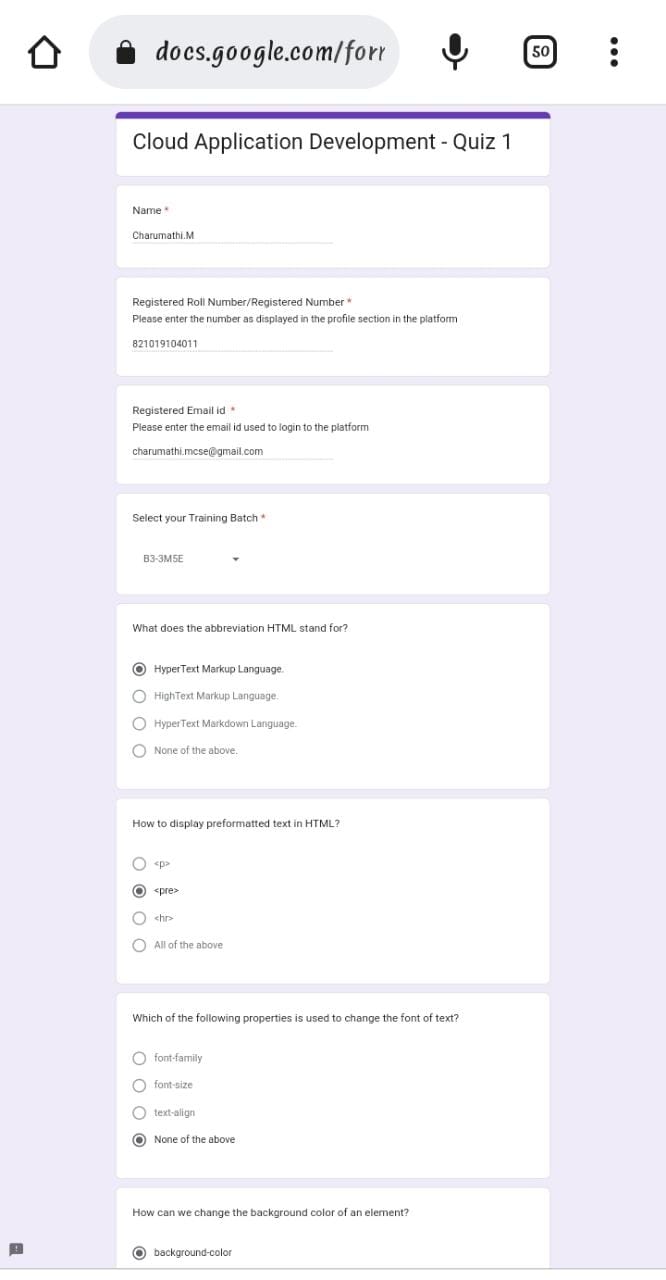 docs.google.com/forr
50
Cloud Application Development - Quiz 1
Name *
Charumathi.M
Registered Roll Number/Registered Number *
Please enter the number as displayed in the profile section in the platform
821019104011
Registered Email id *
Please enter the email id used to login to the platform
charumathi.mcse@gmail.com
Select your Training Batch *
B3-3M5E
What does the abbreviation HTML stand for?
HyperText Markup Language.
HighText Markup Language.
HyperText Markdown Language.
None of the above.
How to display preformatted text in HTML?
<p>
<pre>
<hr>
All of the above
Which of the following properties is used to change the font of text?
font-family
font-size
text-align
None of the above
How can we change the background color of an element?
background-color